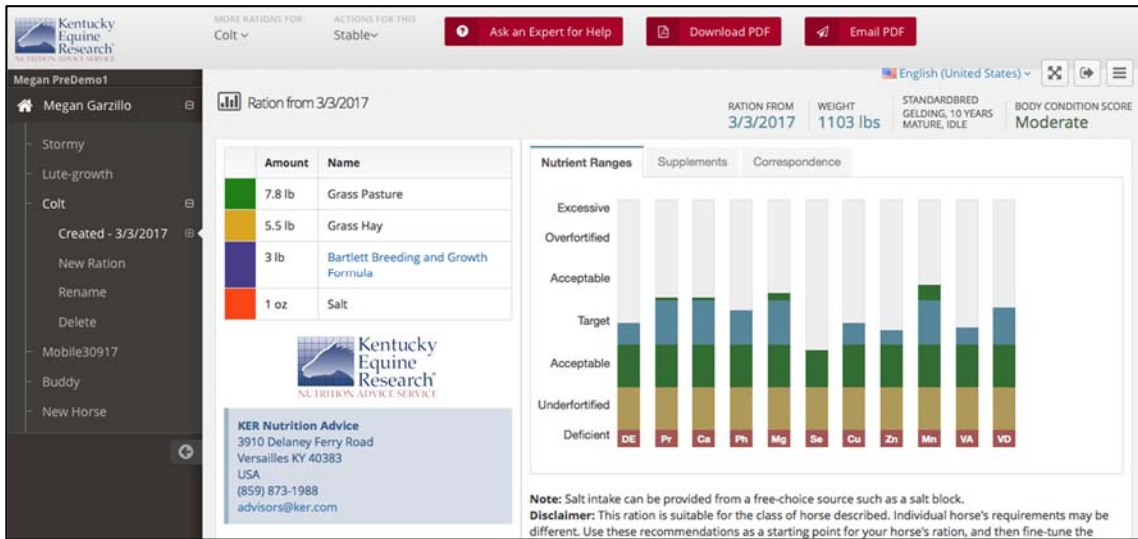 Kentucky
Equine
Research®
NUTRITION ADVICE SERVICE
MORE RATIONS FOR:
Colt
ACTIONS FOR THIS
Stable
Ask an Expert for Help
Download PDF
Email PDF
Megan PreDemo1
English (United States)
Megan Garzillo
Stormy
Lute-growth
Colt
Created - 3/3/2017
New Ration
Rename
Delete
Mobile30917
Buddy
New Horse
Ration from 3/3/2017
RATION FROM
3/3/2017
WEIGHT
1103 lbs
STANDARDBRED
GELDING, 10 YEARS
MATURE, IDLE
BODY CONDITION SCORE
Moderate
Amount Name
7.8 lb Grass Pasture
5.5 lb Grass Hay
3 lb Bartlett Breeding and Growth
Formula
1 oz Salt
Kentucky
Equine
Research®
NUTRITION ADVICE SERVICE
KER Nutrition Advice
3910 Delaney Ferry Road
Versailles KY 40383
USA
(859) 873-1988
advisors@ker.com
Nutrient Ranges Supplements Correspondence
Excessive
Overfortified
Acceptable
Target
Acceptable
Underfortified
Deficient
DE Pr Ca Ph Mg Se Cu Zn Mn VA VD
Note: Salt intake can be provided from a free-choice source such as a salt block.
Disclaimer: This ration is suitable for the class of horse described. Individual horse's requirements may be
different. Use these recommendations as a starting point for your horse's ration, and then fine-tune the